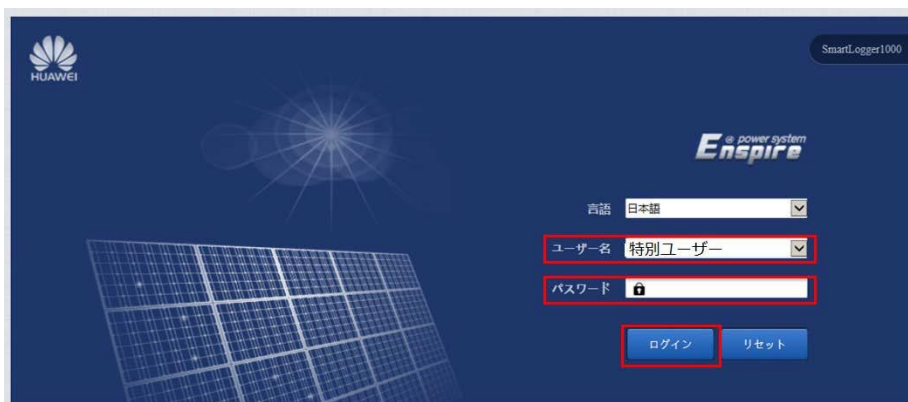 HUAWEI
SmartLogger1000
Enspire @ power system
言語 日本語
ユーザー名 特別ユーザー
パスワード
ログイン リセット